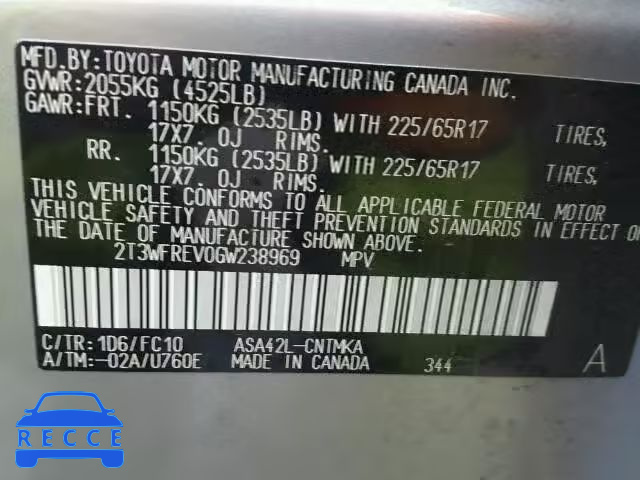 MFD.BY:TOYOTA MOTOR MANUFACTURING CANADA INC.
GVWR:2055KG (4525LB)
GAWR:FRT. 1150KG (2535LB) WITH 225/65R17 TIRES,
17X7. 0J RIMS.
RR. 1150KG (2535LB) WITH 225/65R17 TIRES,
17X7. 0J RIMS.
THIS VEHICLE CONFORMS TO ALL APPLICABLE FEDERAL MOTOR
VEHICLE SAFETY AND THEFT PREVENTION STANDARDS IN EFFECT ON
THE DATE OF MANUFACTURE SHOWN ABOVE.
2T3WFREV0GW238969 MPV
C/TR:1D6/FC10 ASA42L-CNTMKA
A/TM:-02A/U760E MADE IN CANADA 344 A
RECCE